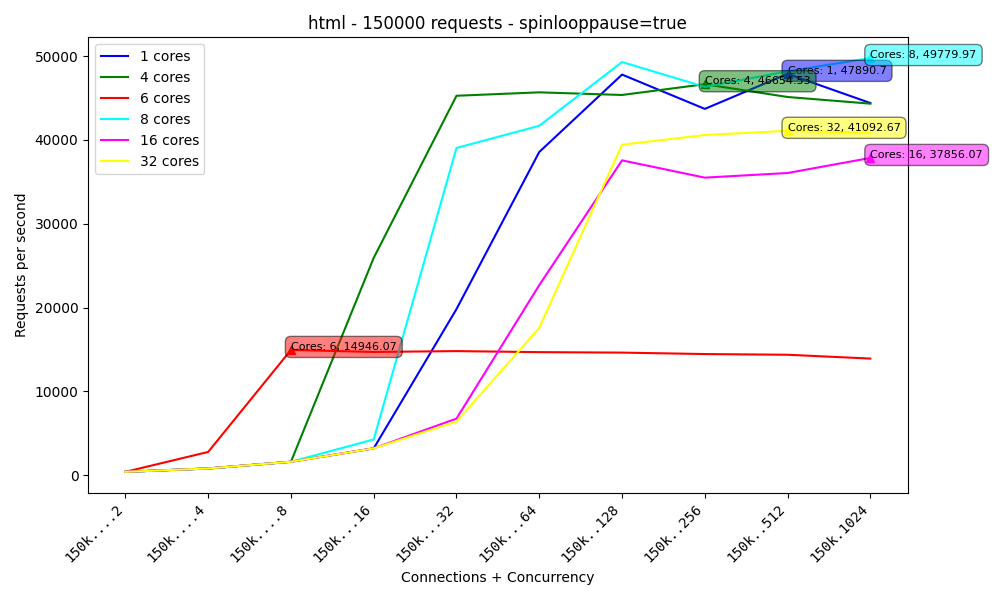 html - 150000 requests - spinlooppause=true
1 cores
4 cores
6 cores
8 cores
16 cores
32 cores
Cores: 8, 49779.97
Cores: 1, 47890.7
Cores: 4, 46654.53
Cores: 32, 41092.67
Cores: 16, 37856.07
Cores: 6, 14946.07
Requests per second
50000
40000
30000
20000
10000
0
150k....2
150k....4
150k....8
150k...16
150k...32
150k...64
150k..128
150k..256
150k..512
150k.1024
Connections + Concurrency